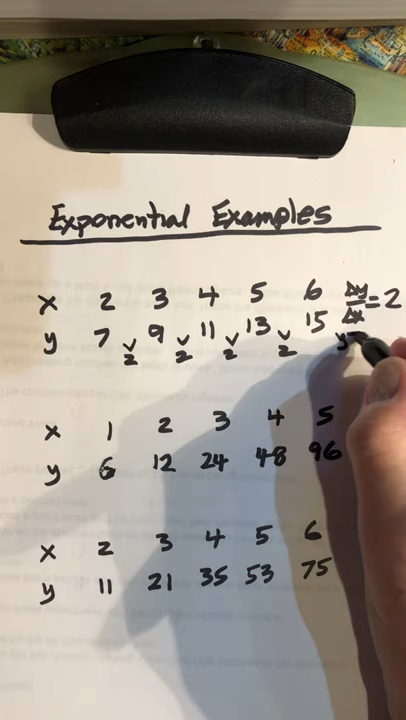 Exponential Examples
x 2 3 4 5 6 Δy/Δx = 2
y 7 9 11 13 15 y
2 2 2 2
x 1 2 3 4 5
y 6 12 24 48 96
x 2 3 4 5 6
y 11 21 35 53 75